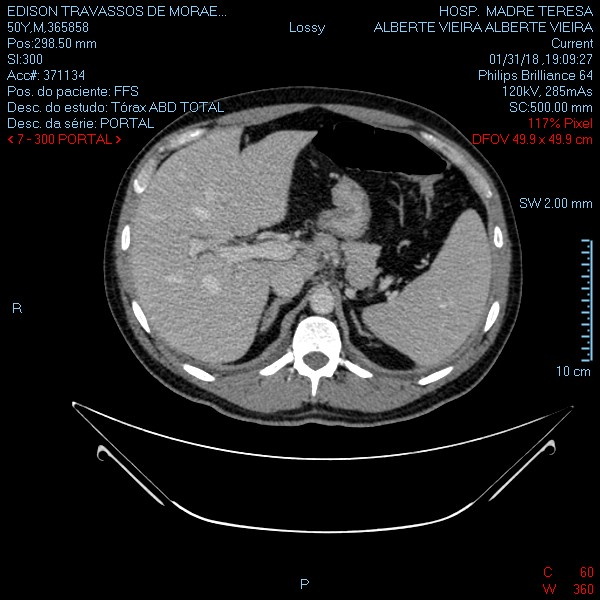 EDISON TRAVASSOS DE MORAE...
50Y,M,365858
Pos:298.50 mm
SI:300
Acc#: 371134
Pos. do paciente: FFS
Desc. do estudo: Tórax ABD TOTAL
Desc. da série: PORTAL
< 7 - 300 PORTAL >
Lossy
HOSP. MADRE TERESA
ALBERTE VIEIRA ALBERTE VIEIRA
Current
01/31/18 ,19:09:27
Philips Brilliance 64
120kV, 285mAs
SC:500.00 mm
117% Pixel
DFOV 49.9 x 49.9 cm
SW 2.00 mm
R
10 cm
P
C 60
W 360